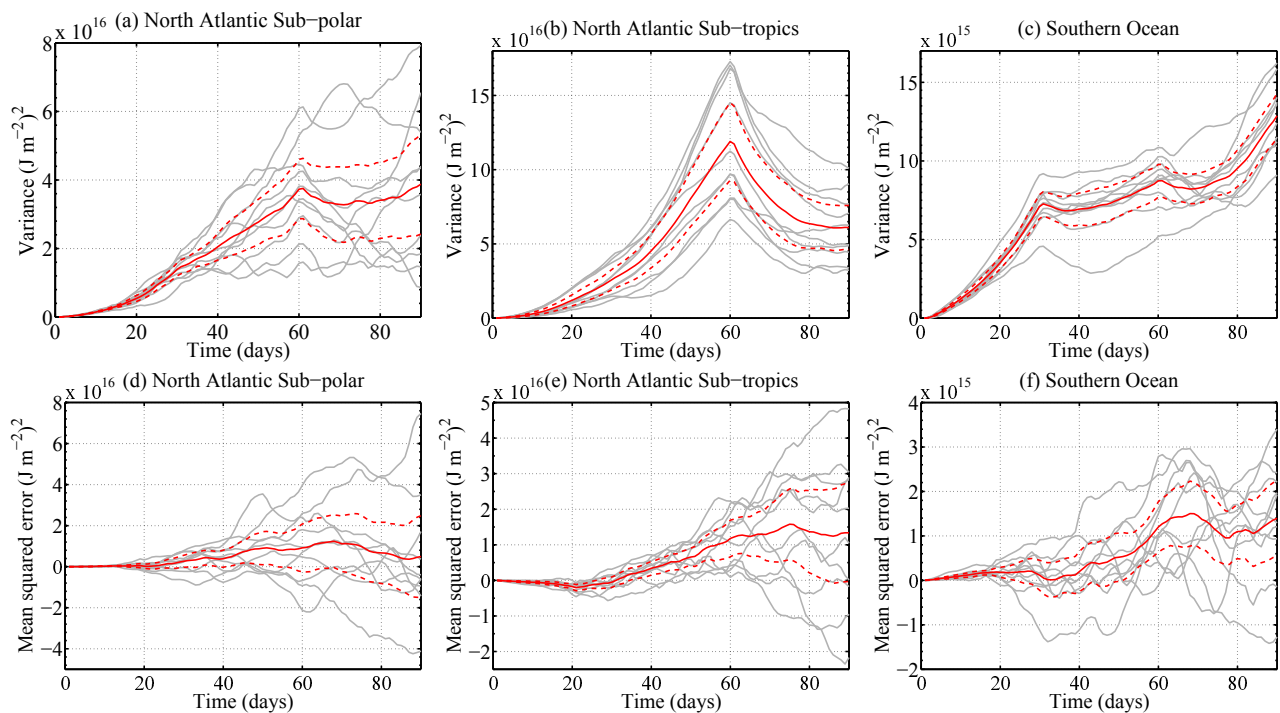 x 10^16 (a) North Atlantic Sub−polar
8
6
4
2
0
Variance (J m^−2)^2
0 20 40 60 80
Time (days)
x 10^16 (b) North Atlantic Sub−tropics
15
10
5
0
Variance (J m^−2)^2
0 20 40 60 80
Time (days)
x 10^15 (c) Southern Ocean
15
10
5
0
Variance (J m^−2)^2
0 20 40 60 80
Time (days)
x 10^16 (d) North Atlantic Sub−polar
8
6
4
2
0
−2
−4
Mean squared error (J m^−2)^2
0 20 40 60 80
Time (days)
x 10^16 (e) North Atlantic Sub−tropics
5
4
3
2
1
0
−1
−2
Mean squared error (J m^−2)^2
0 20 40 60 80
Time (days)
x 10^15 (f) Southern Ocean
4
3
2
1
0
−1
−2
Mean squared error (J m^−2)^2
0 20 40 60 80
Time (days)